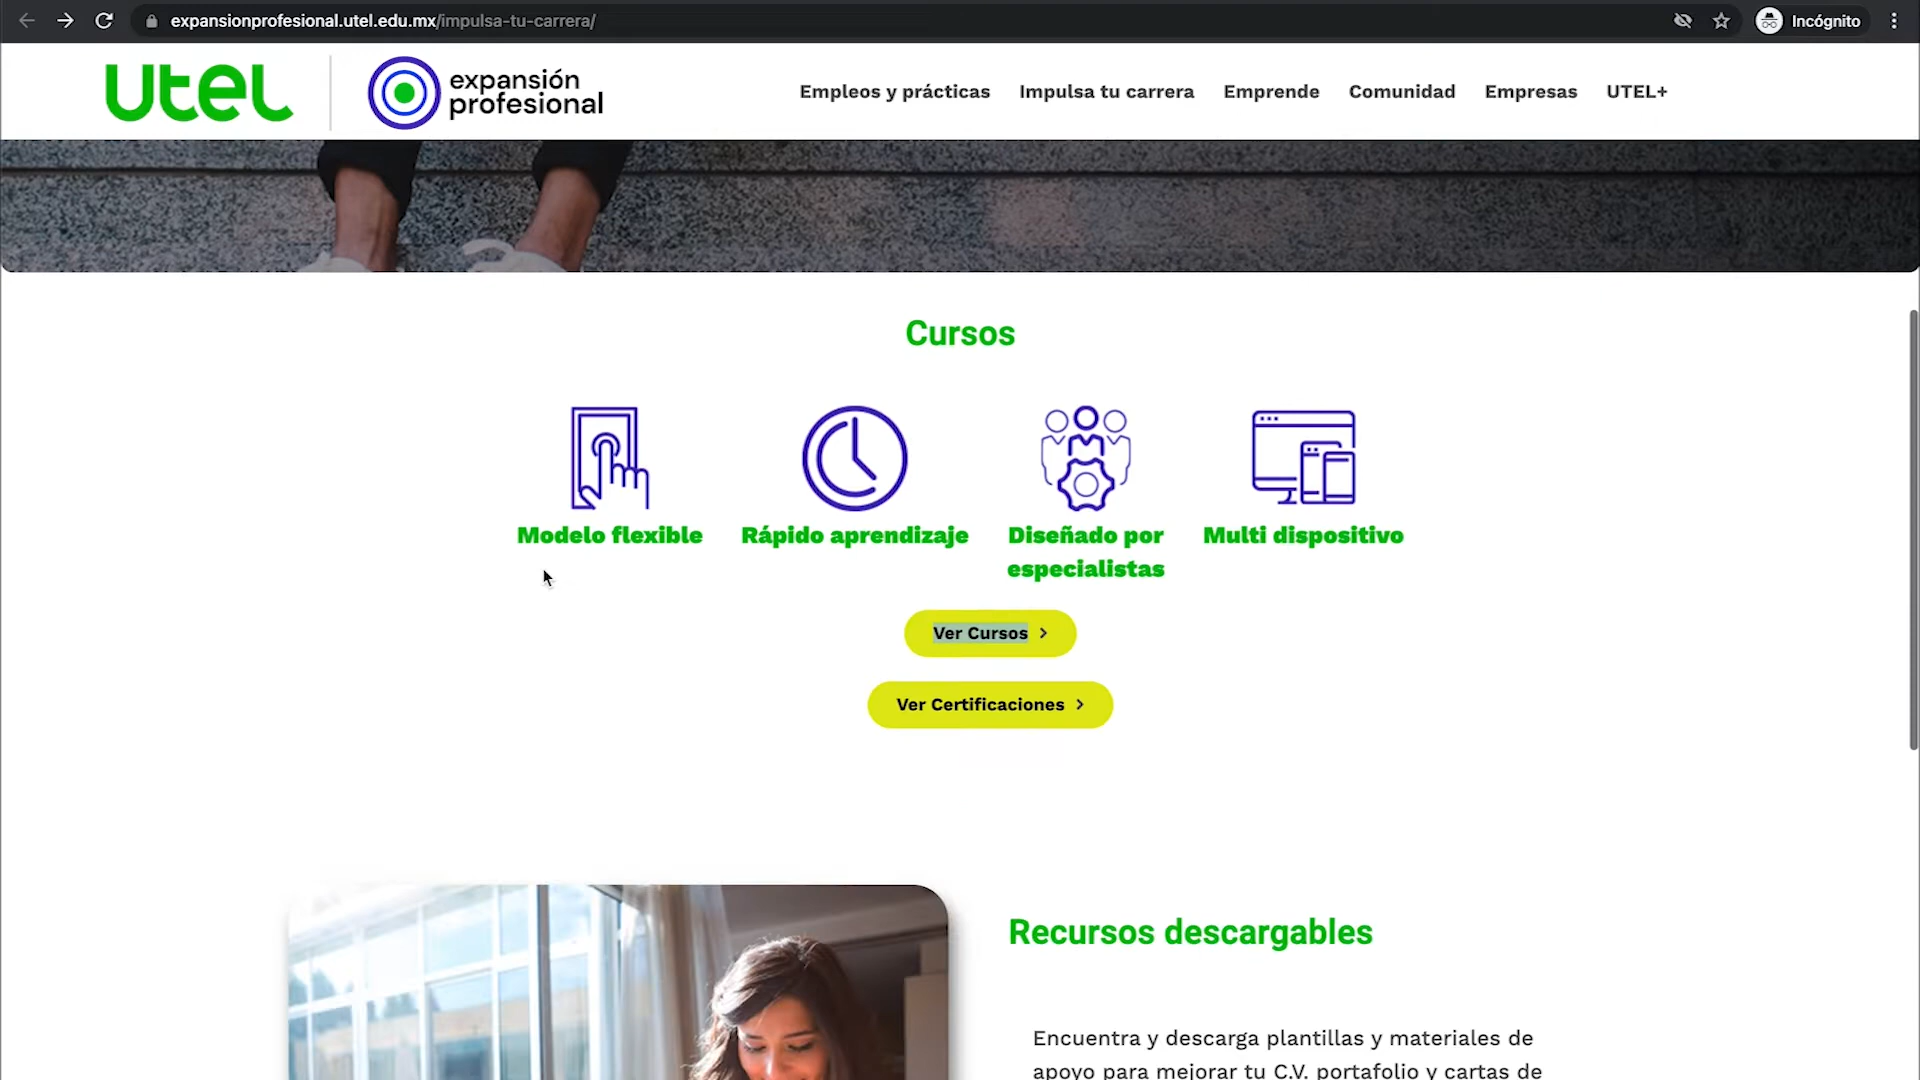 expansionprofesional.utel.edu.mx/impulsa-tu-carrera/
Incógnito
utel
expansión
profesional
Empleos y prácticas
Impulsa tu carrera
Emprende
Comunidad
Empresas
UTEL+
Cursos
Modelo flexible
Rápido aprendizaje
Diseñado por
especialistas
Multi dispositivo
Ver Cursos >
Ver Certificaciones >
Recursos descargables
Encuentra y descarga plantillas y materiales de
apoyo para mejorar tu C.V. portafolio y cartas de